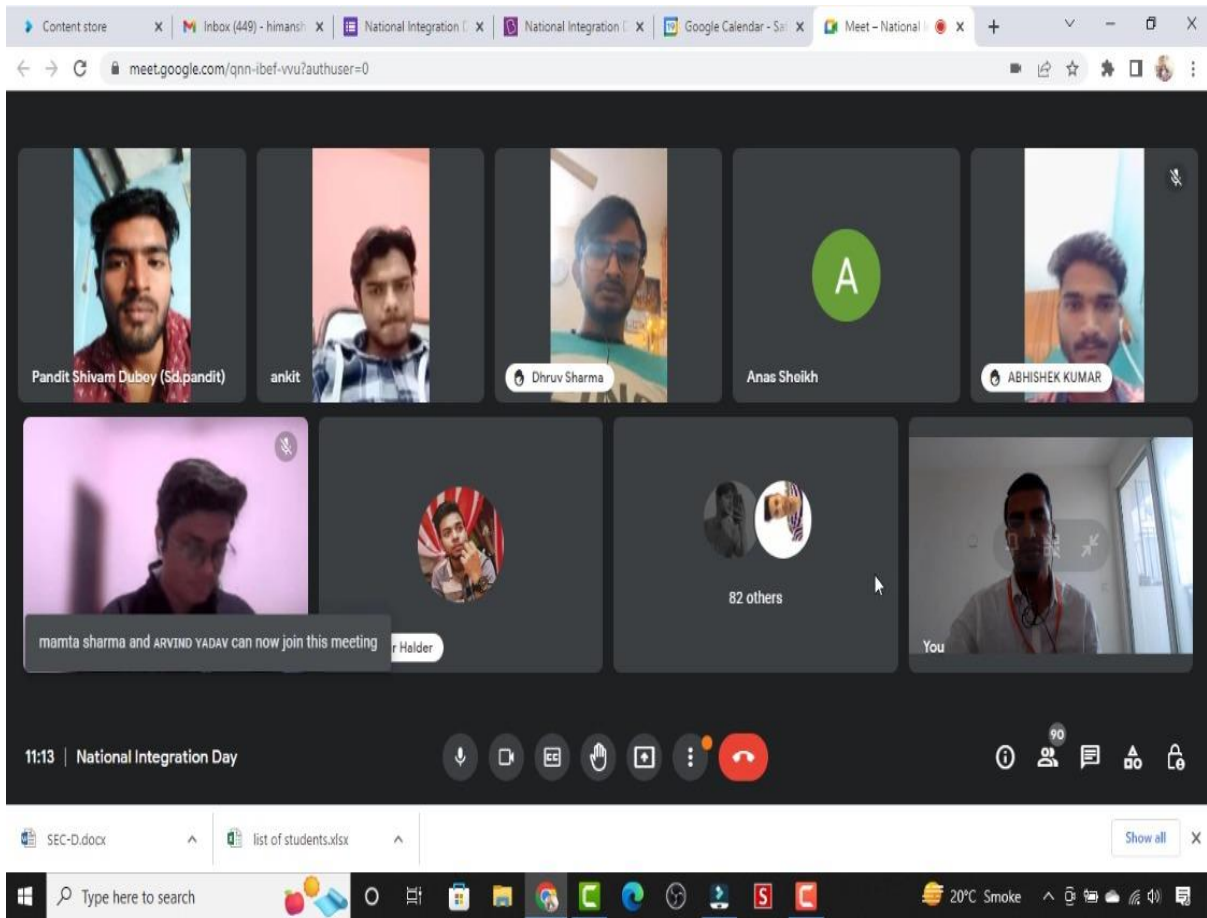 Content store
Inbox (449) - himansh
National Integration D
National Integration D
Google Calendar - Sat
Meet – National I
meet.google.com/qnn-ibef-vvu?authuser=0
Pandit Shivam Dubey (Sd.pandit)
ankit
Dhruv Sharma
A
Anas Sheikh
ABHISHEK KUMAR
mamta sharma and ARVIND YADAV can now join this meeting
r Halder
82 others
You
11:13 | National Integration Day
CC
90
SEC-D.docx
list of students.xlsx
Show all
Type here to search
20°C Smoke